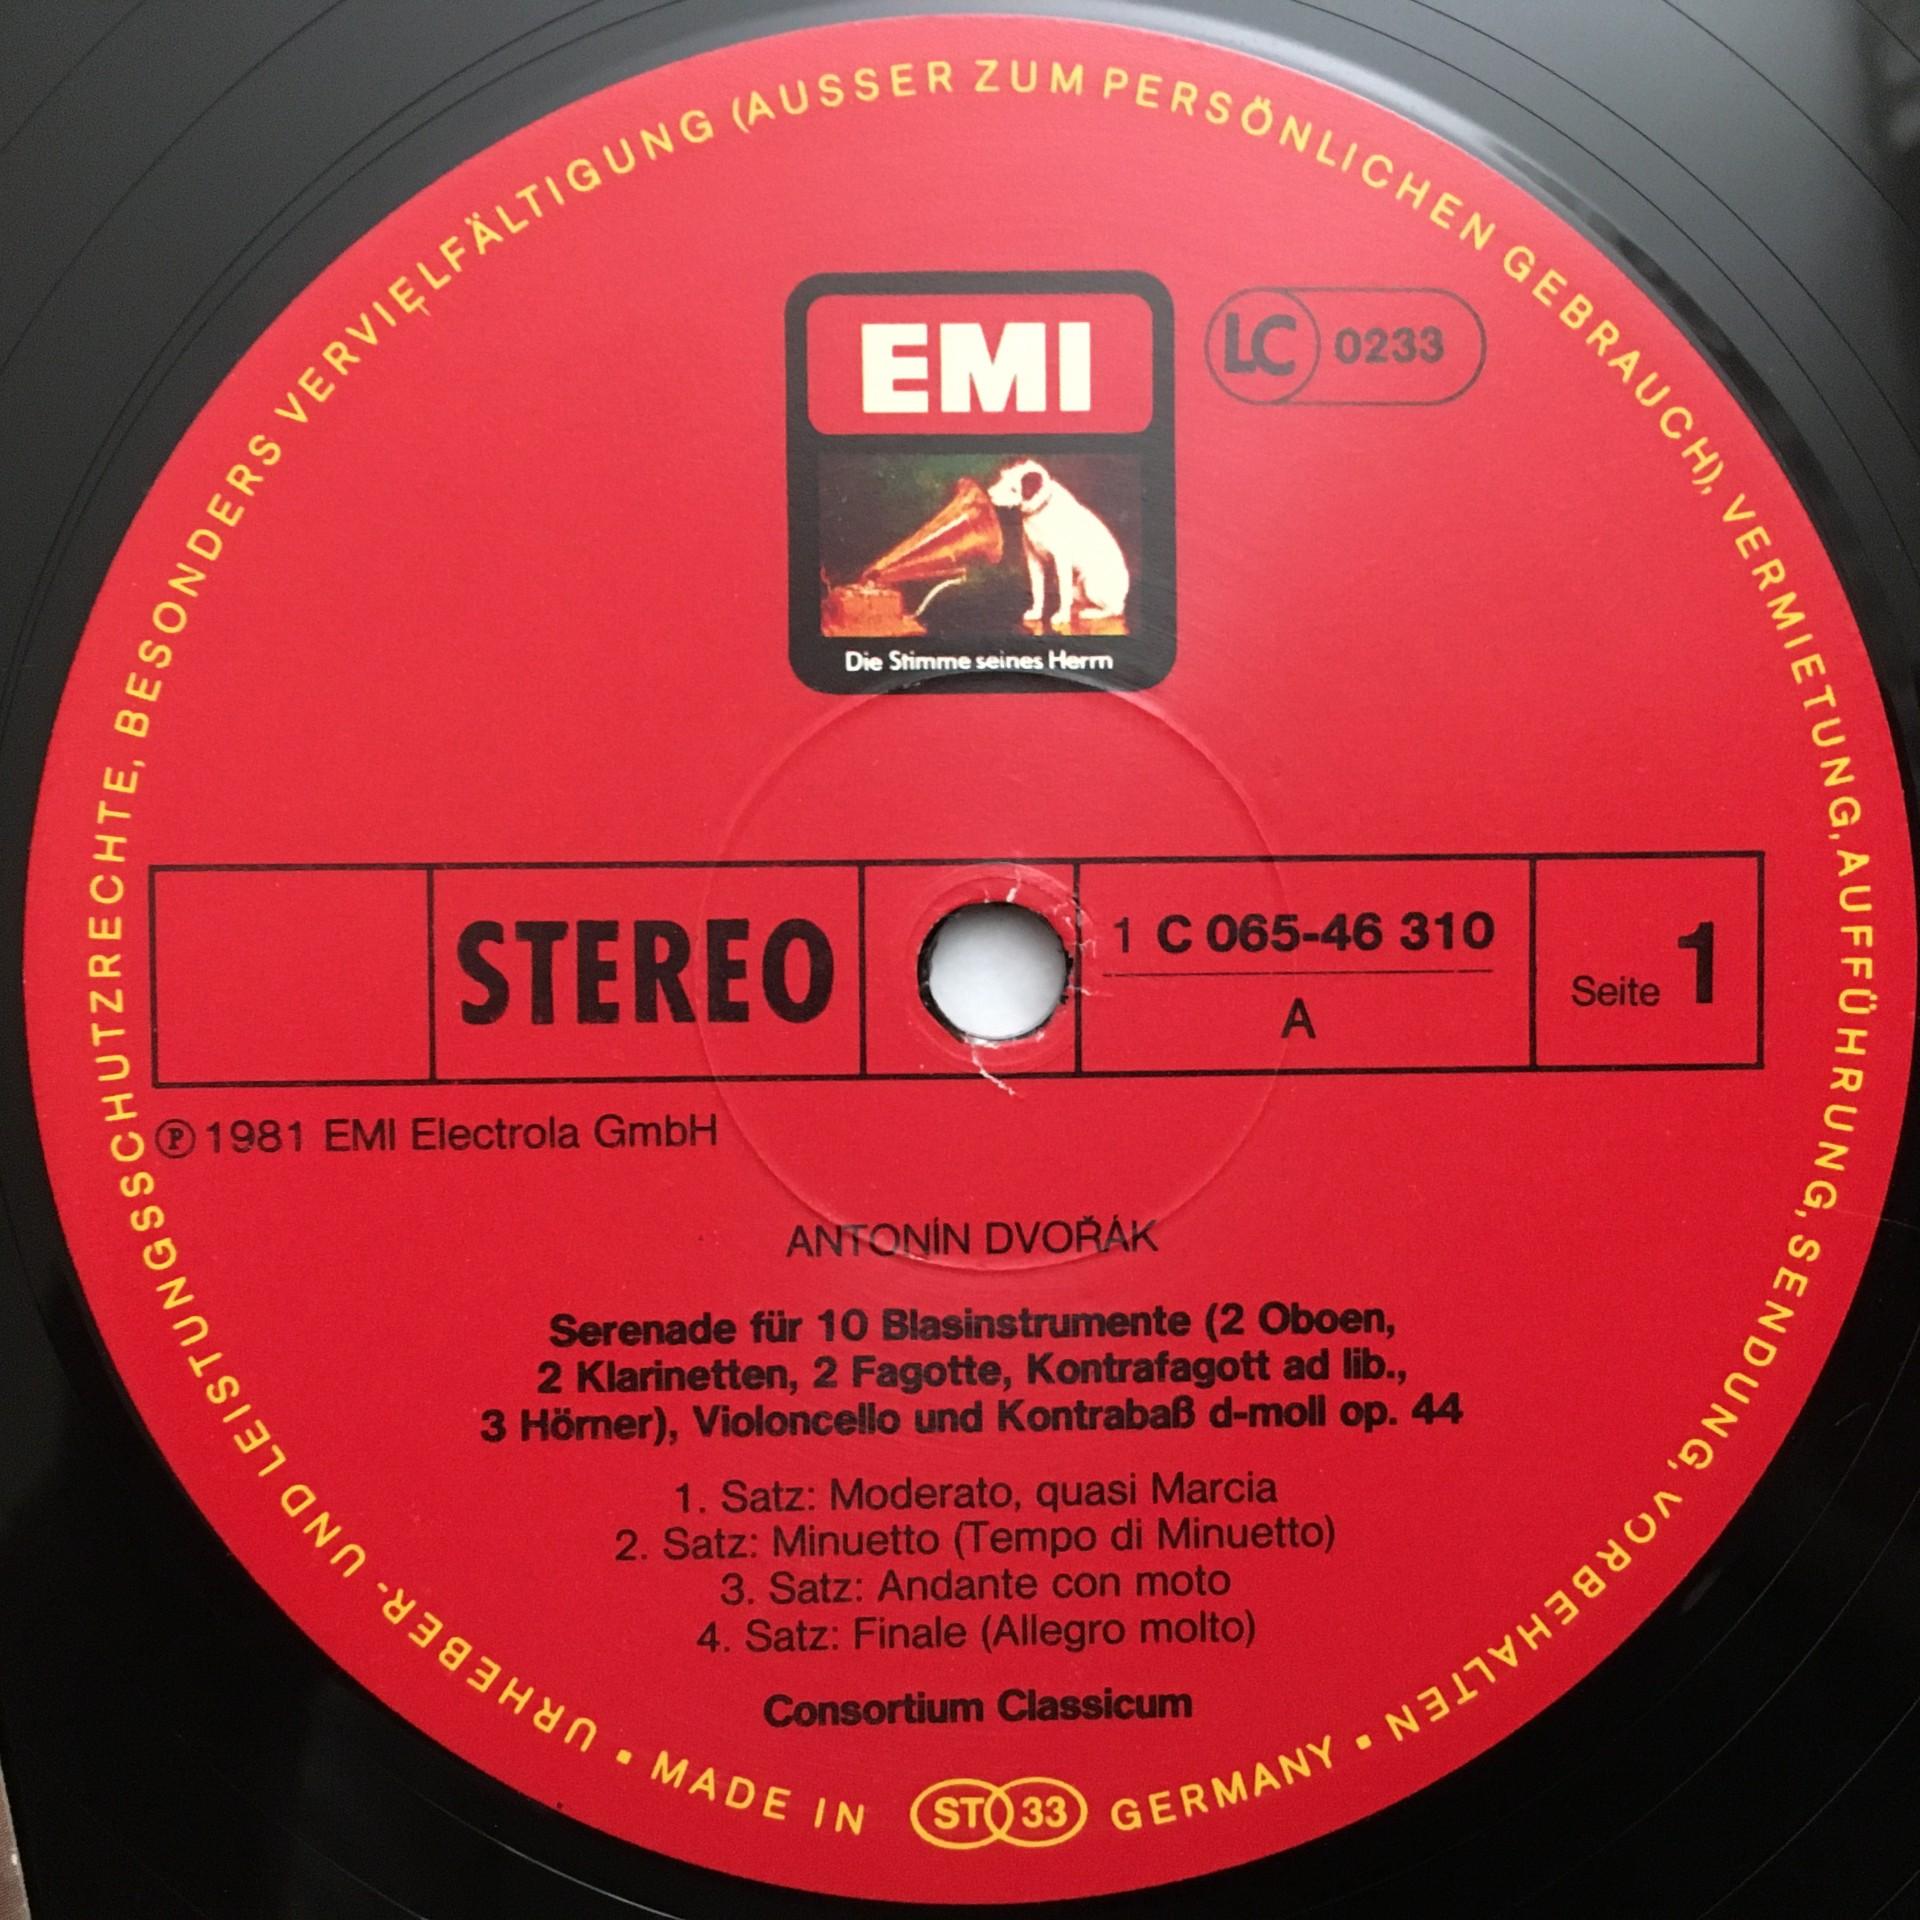 URHEBER- UND LEISTUNGSSCHUTZRECHTE, BESONDERS VERVIELFÄLTIGUNG (AUSSER ZUM PERSÖNLICHEN GEBRAUCH), VERMIETUNG, AUFFÜHRUNG, SENDUNG, VORBEHALTEN •
EMI
LC 0233
Die Stimme seines Herrn
STEREO
1 C 065-46 310
A
Seite 1
Ⓟ 1981 EMI Electrola GmbH
ANTONÍN DVOŘÁK
Serenade für 10 Blasinstrumente (2 Oboen,
2 Klarinetten, 2 Fagotte, Kontrafagott ad lib.,
3 Hörner), Violoncello und Kontrabaß d-moll op. 44
1. Satz: Moderato, quasi Marcia
2. Satz: Minuetto (Tempo di Minuetto)
3. Satz: Andante con moto
4. Satz: Finale (Allegro molto)
Consortium Classicum
• MADE IN ST 33 GERMANY